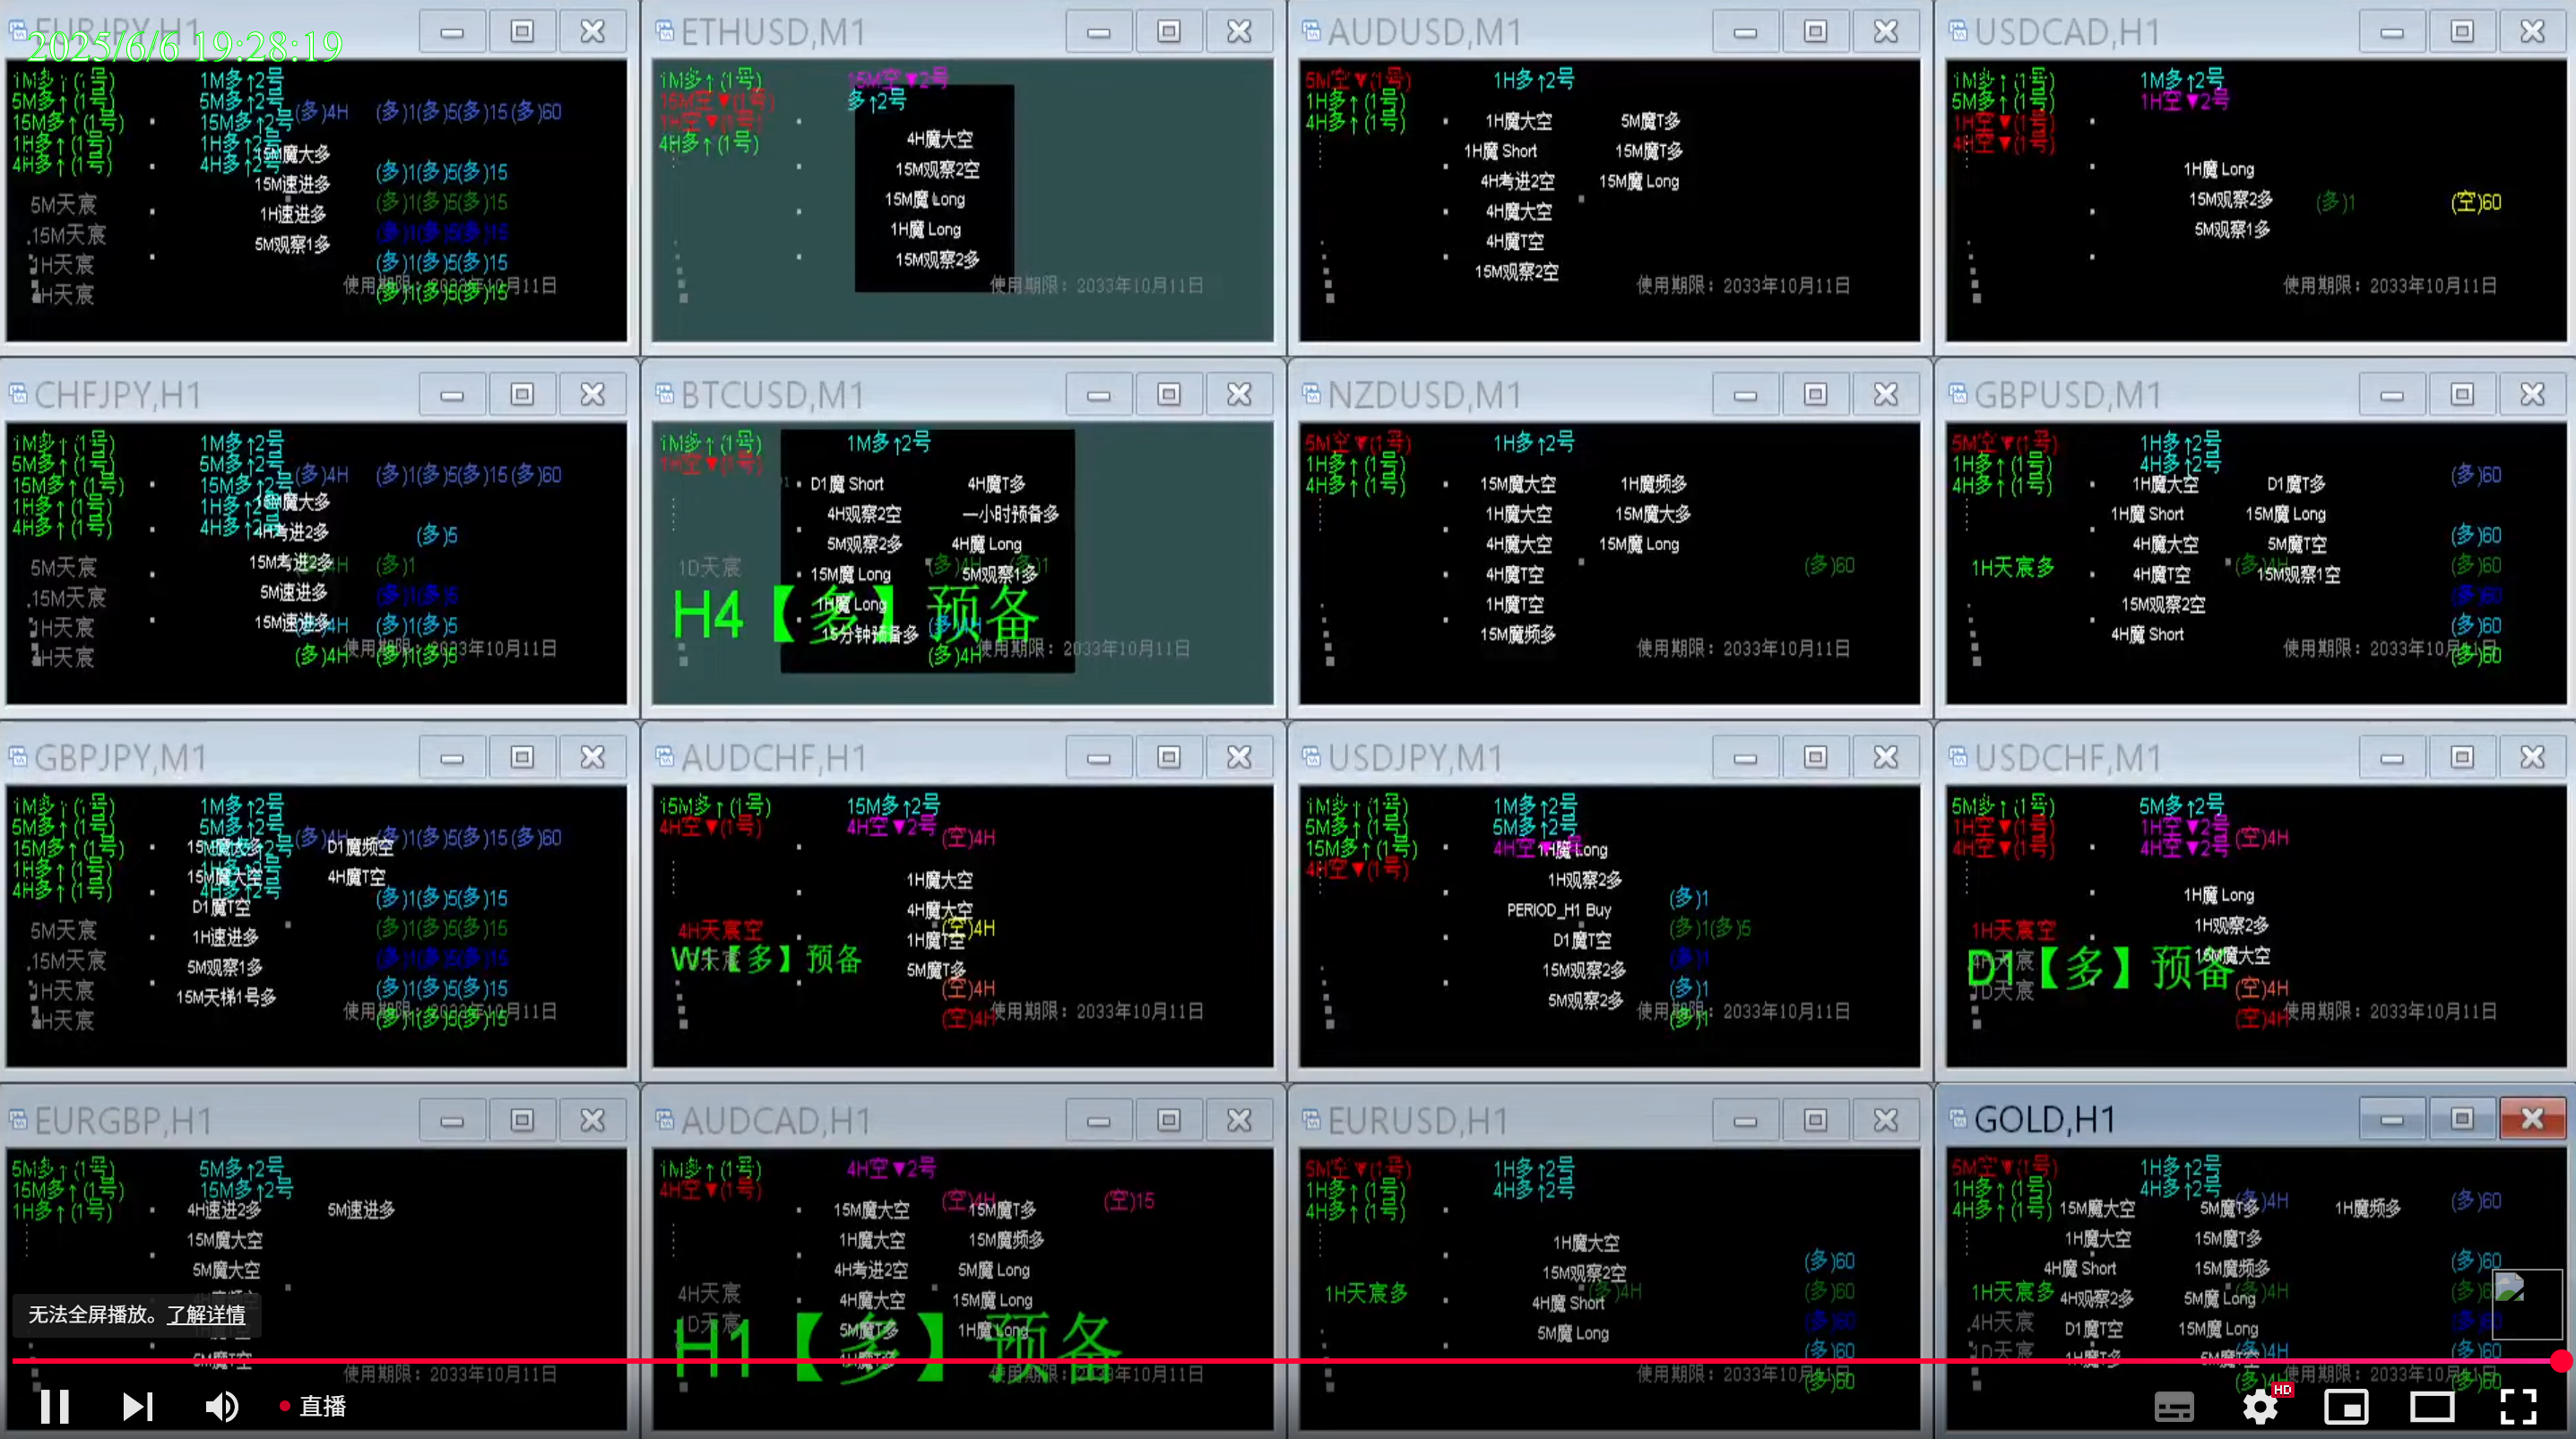 EURJPY,H1
2025/6/6 19:28:19
1M多↑(1号) 1M多↑2号
5M多↑(1号) 5M多↑2号 (多)4H (多)1(多)5(多)15(多)60
15M多↑(1号) 15M多↑2号
1H多↑(1号) 1H多↑2号
4H多↑(1号) 4H多↑2号
15M魔大多
15M速进多 (多)1(多)5(多)15
5M天宸 1H速进多 (多)1(多)5(多)15
15M天宸 5M观察1多 (多)1(多)5(多)15
1H天宸 (多)1(多)5(多)15
4H天宸 使用期限：2033年10月11日
(多)1(多)5(多)15
ETHUSD,M1
1M多↑(1号) 15M空▼2号
15M空▼(1号) 多↑2号
1H空▼(1号)
4H多↑(1号)
4H魔大空
15M观察2空
15M魔 Long
1H魔 Long
15M观察2多
使用期限：2033年10月11日
AUDUSD,M1
5M空▼(1号) 1H多↑2号
1H多↑(1号)
4H多↑(1号)
1H魔大空 5M魔T多
1H魔 Short 15M魔T多
4H考进2空 15M魔 Long
4H魔大空
4H魔T空
15M观察2空
使用期限：2033年10月11日
USDCAD,H1
1M多↑(1号) 1M多↑2号
5M多↑(1号) 1H空▼2号
1H空▼(1号)
4H空▼(1号)
1H魔 Long
15M观察2多 (多)1 (空)60
5M观察1多
使用期限：2033年10月11日
CHFJPY,H1
1M多↑(1号) 1M多↑2号
5M多↑(1号) 5M多↑2号 (多)4H (多)1(多)5(多)15(多)60
15M多↑(1号) 15M多↑2号
1H多↑(1号) 1H多↑2号
4H多↑(1号) 4H多↑2号
4H考进2多 (多)5
5M天宸 15M考进2多 (多)1
15M天宸 5M速进多 (多)1(多)5
1H天宸 15M速进多 (多)1(多)5
4H天宸 (多)4H (多)1(多)5
使用期限：2033年10月11日
BTCUSD,M1
1M多↑(1号) 1M多↑2号
1H空▼(1号)
D1魔 Short 4H魔T多
4H观察2空 一小时预备多
5M观察2多 4H魔 Long
1D天宸 15M魔 Long 5M观察1多
1H魔 Long
H4【多】预备
15分钟预备多
(多)4H 使用期限：2033年10月11日
NZDUSD,M1
5M空▼(1号) 1H多↑2号
1H多↑(1号)
4H多↑(1号)
15M魔大空 1H魔频多
1H魔大空 15M魔大多
4H魔大空 15M魔 Long
4H魔T空 (多)60
1H魔T空
15M魔频多
使用期限：2033年10月11日
GBPUSD,M1
5M空▼(1号) 1H多↑2号
1H多↑(1号) 4H多↑2号 (多)60
4H多↑(1号)
1H魔大空 D1魔T多
1H魔 Short 15M魔 Long
4H魔大空 5M魔T空 (多)60
1H天宸多 4H魔T空 15M观察1空 (多)60
15M观察2空 (多)60
4H魔 Short (多)60
使用期限：2033年10月11日 (多)60
GBPJPY,M1
1M多↑(1号) 1M多↑2号
5M多↑(1号) 5M多↑2号 (多)4H (多)1(多)5(多)15(多)60
15M多↑(1号) 15M魔大多 D1魔频空
1H多↑(1号) 15M魔大空 4H魔T空
4H多↑(1号) 4H多↑2号
D1魔T空 (多)1(多)5(多)15
5M天宸 1H速进多 (多)1(多)5(多)15
15M天宸 5M观察1多 (多)1(多)5(多)15
1H天宸 15M天梯1号多 (多)1(多)5(多)15
4H天宸 使用期限：2033年10月11日
(多)1(多)5(多)15
AUDCHF,H1
15M多↑(1号) 15M多↑2号
4H空▼(1号) 4H空▼2号 (空)4H
1H魔大空
4H魔大空
4H天宸空 1H魔T空 (空)4H
W1【多】预备
5M魔T多
(空)4H
(空)4H 使用期限：2033年10月11日
USDJPY,M1
1M多↑(1号) 1M多↑2号
5M多↑(1号) 5M多↑2号
15M多↑(1号) 4H空▼2号
4H空▼(1号) 1H魔 Long
1H观察2多 (多)1
PERIOD_H1 Buy (多)1(多)5
D1魔T空 (多)1
15M观察2多 (多)1
5M观察2多 (多)1
使用期限：2033年10月11日
USDCHF,M1
5M多↑(1号) 5M多↑2号
1H空▼(1号) 1H空▼2号 (空)4H
4H空▼(1号) 4H空▼2号
1H魔 Long
1H天宸空 1H观察2多
4H天宸 15M魔大空
D1【多】预备
1D天宸 (空)4H
(空)4H 使用期限：2033年10月11日
EURGBP,H1
5M多↑(1号) 5M多↑2号
15M多↑(1号) 15M多↑2号
1H多↑(1号) 4H速进2多 5M速进多
15M魔大空
5M魔大空
无法全屏播放。了解详情
5M魔T空
使用期限：2033年10月11日
直播
AUDCAD,H1
1M多↑(1号) 4H空▼2号
4H空▼(1号) (空)4H (空)15
15M魔大空 15M魔T多
1H魔大空 15M魔频多
4H考进2空 5M魔 Long
4H天宸 4H魔大空 15M魔 Long
1D天宸 5M魔T多 1H魔 Long
H1【多】预备
使用期限：2033年10月11日
EURUSD,H1
5M空▼(1号) 1H多↑2号
1H多↑(1号) 4H多↑2号
4H多↑(1号)
1H魔大空
15M观察2空 (多)60
1H天宸多 4H魔 Short (多)4H (多)60
5M魔 Long (多)60
(多)60
使用期限：2033年10月11日 (多)60
GOLD,H1
5M空▼(1号) 1H多↑2号
1H多↑(1号) 4H多↑2号 (多)4H (多)60
4H多↑(1号) 15M魔大空 5M魔T多 1H魔频多
1H魔大空 15M魔T多
4H魔 Short 15M魔频多 (多)60
1H天宸多 4H观察2多 5M魔 Long
4H天宸 D1魔T空 15M魔 Long
1D天宸 1H魔T多 5M魔T空 (多)60
使用期限：2033年10月11日 (多)60
HD